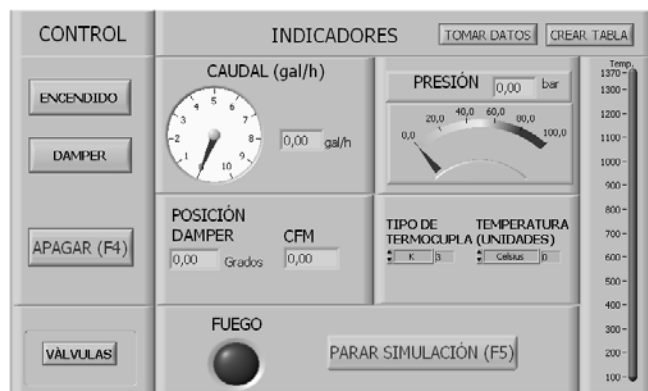 CONTROL
INDICADORES
TOMAR DATOS
CREAR TABLA
ENCENDIDO
DAMPER
APAGAR (F4)
VÀLVULAS
CAUDAL (gal/h)
0 1 2 3 4 5 6 7 8 9 10
0,00 gal/h
PRESIÓN 0,00 bar
0,0 20,0 40,0 60,0 80,0 100,0
POSICIÓN
DAMPER
0,00 Grados
CFM
0,00
TIPO DE
TERMOCUPLA
K 3
TEMPERATURA
(UNIDADES)
Celsius 0
FUEGO
PARAR SIMULACIÓN (F5)
Temp.
1370
1300
1200
1100
1000
900
800
700
600
500
400
300
200
100